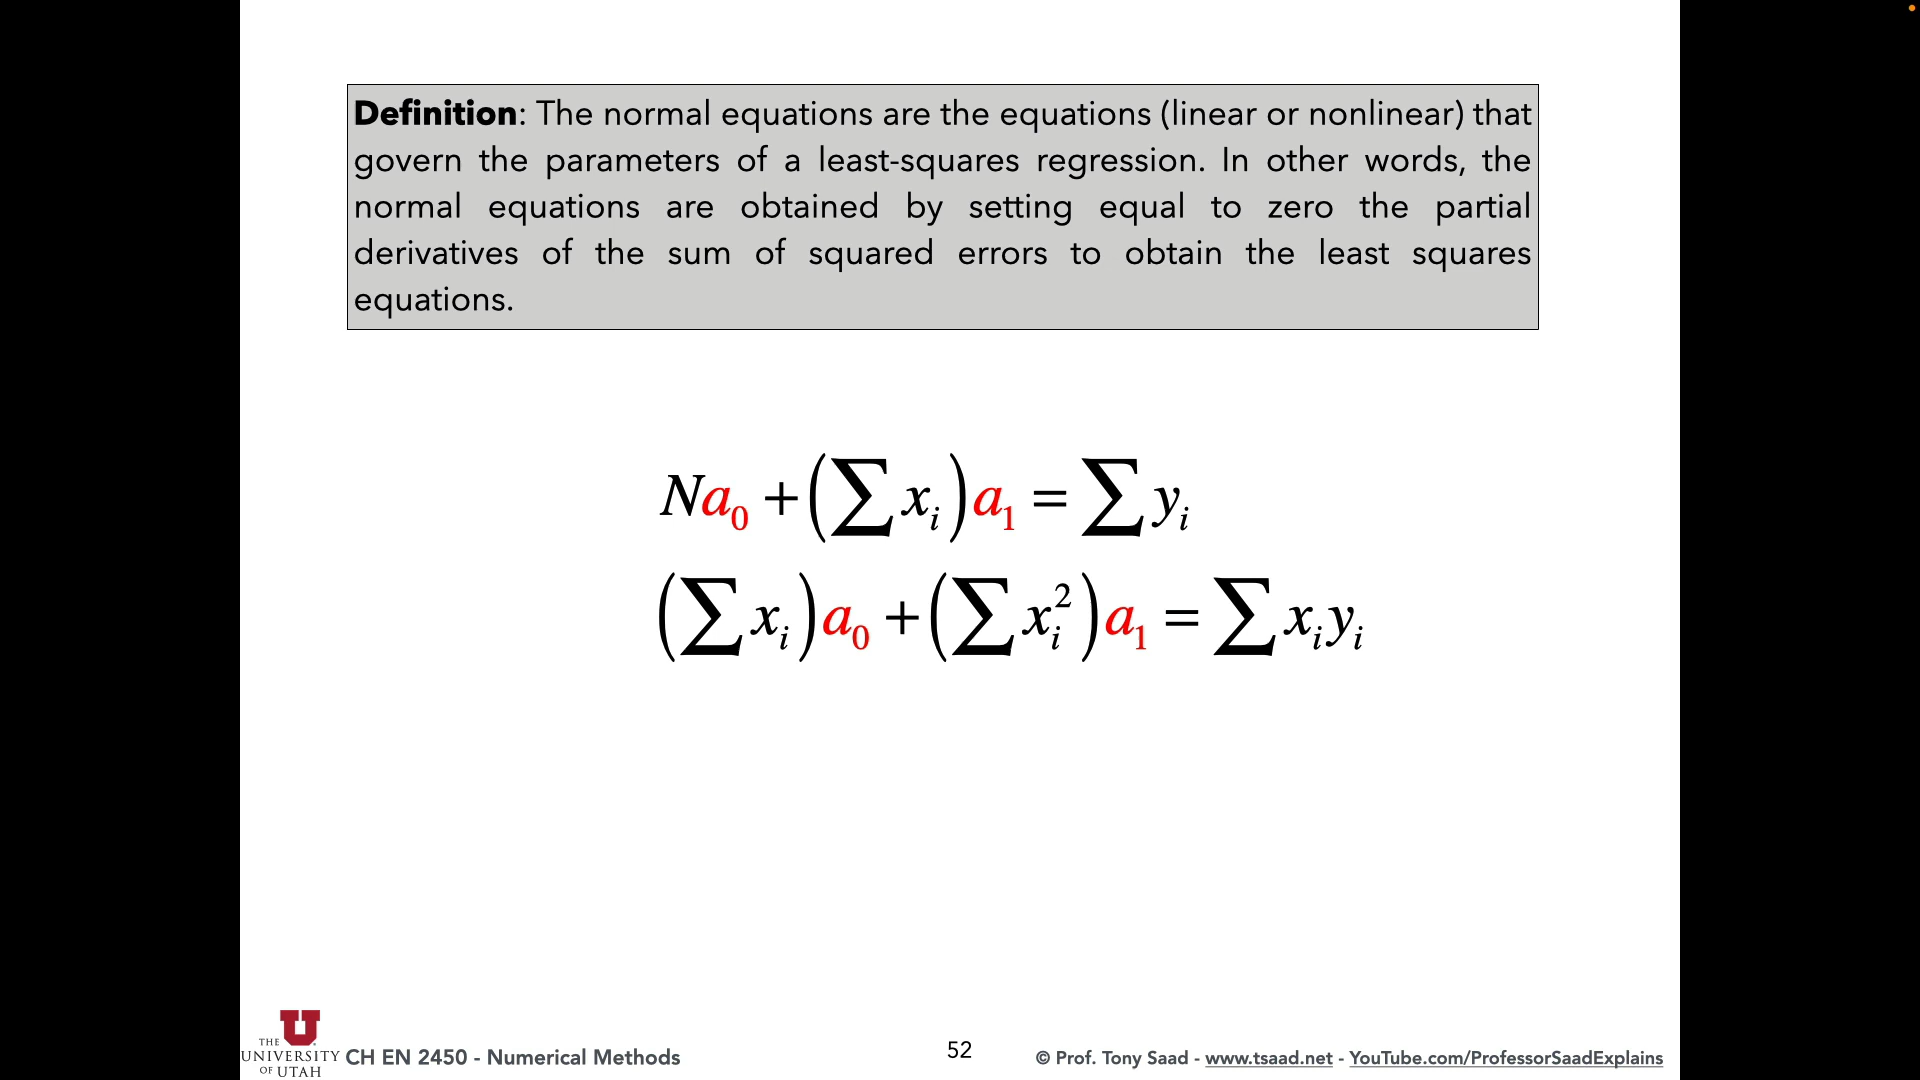 Definition: The normal equations are the equations (linear or nonlinear) that
govern the parameters of a least-squares regression. In other words, the
normal equations are obtained by setting equal to zero the partial
derivatives of the sum of squared errors to obtain the least squares
equations.
Na₀ + (∑ xᵢ) a₁ = ∑ yᵢ
(∑ xᵢ) a₀ + (∑ xᵢ²) a₁ = ∑ xᵢyᵢ
THE
UNIVERSITY
OF UTAH
CH EN 2450 - Numerical Methods
52
© Prof. Tony Saad - www.tsaad.net - YouTube.com/ProfessorSaadExplains